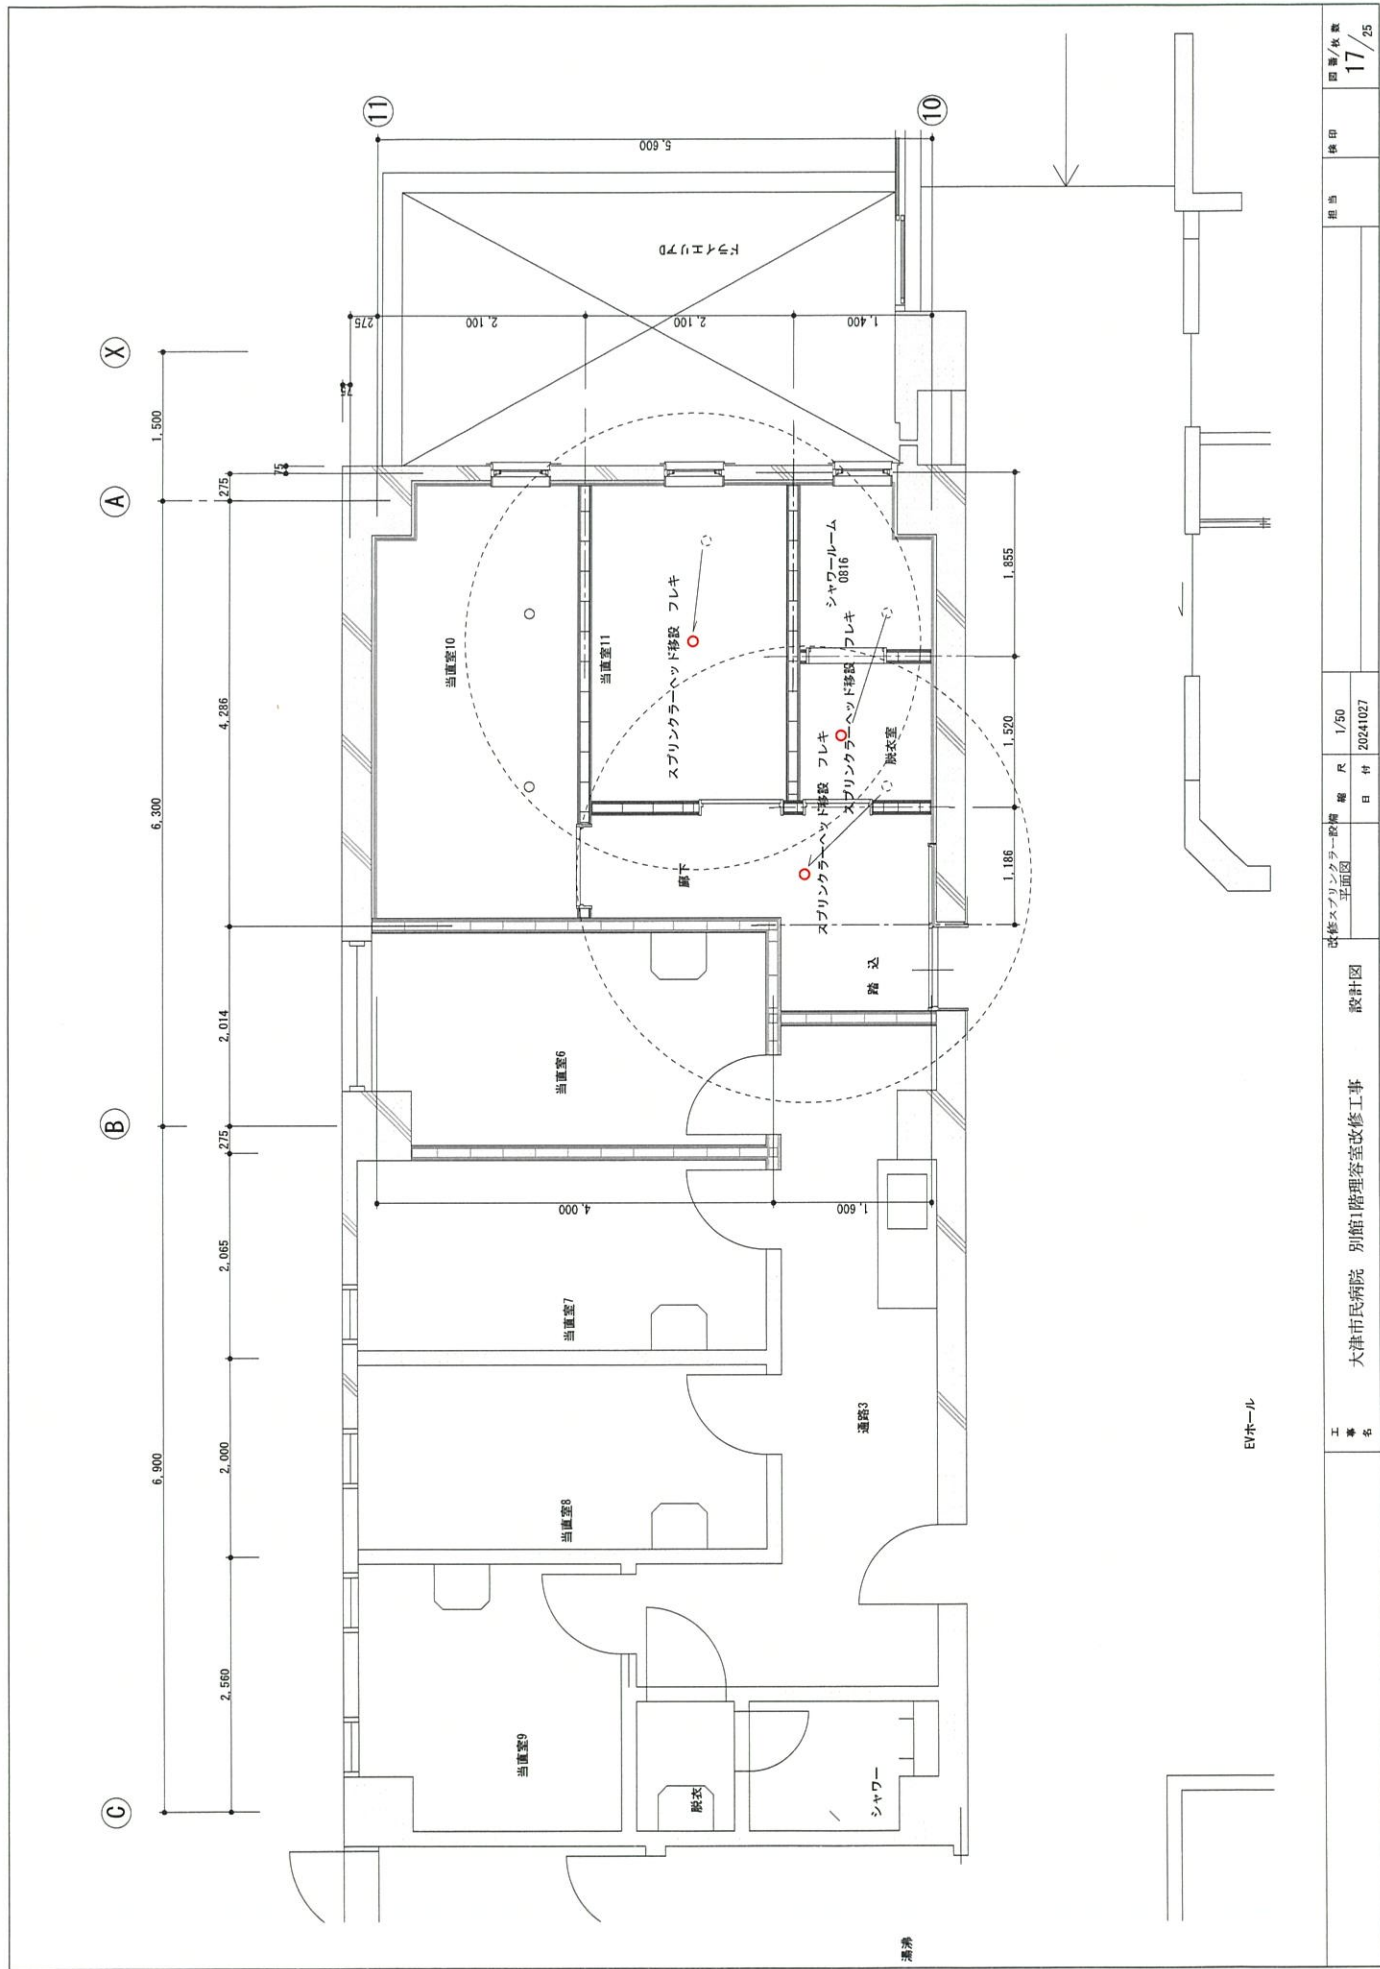 C
B
A
X
6,900
6,300
1,500
2,560
2,000
2,065
275
2,014
4,286
275
75
75
275
11
10
5,600
2,100
2,100
1,400
ドライエリアD
当直室10
当直室11
スプリンクラーヘッド移設 フレキ
シャワールーム
0816
スプリンクラーヘッド移設 フレキ
スプリンクラーヘッド移設 フレキ
脱衣室
廊下
踏 込
1,186
1,520
1,855
当直室6
当直室7
当直室8
当直室9
4,000
1,600
通路3
脱衣
シャワー
湯沸
EVホール
工事名
大津市民病院 別館1階理容室改修工事 設計図
改修スプリンクラー設備
平面図
縮 尺
1/50
日 付
20241027
担 当
検 印
図番/枚数
17/25